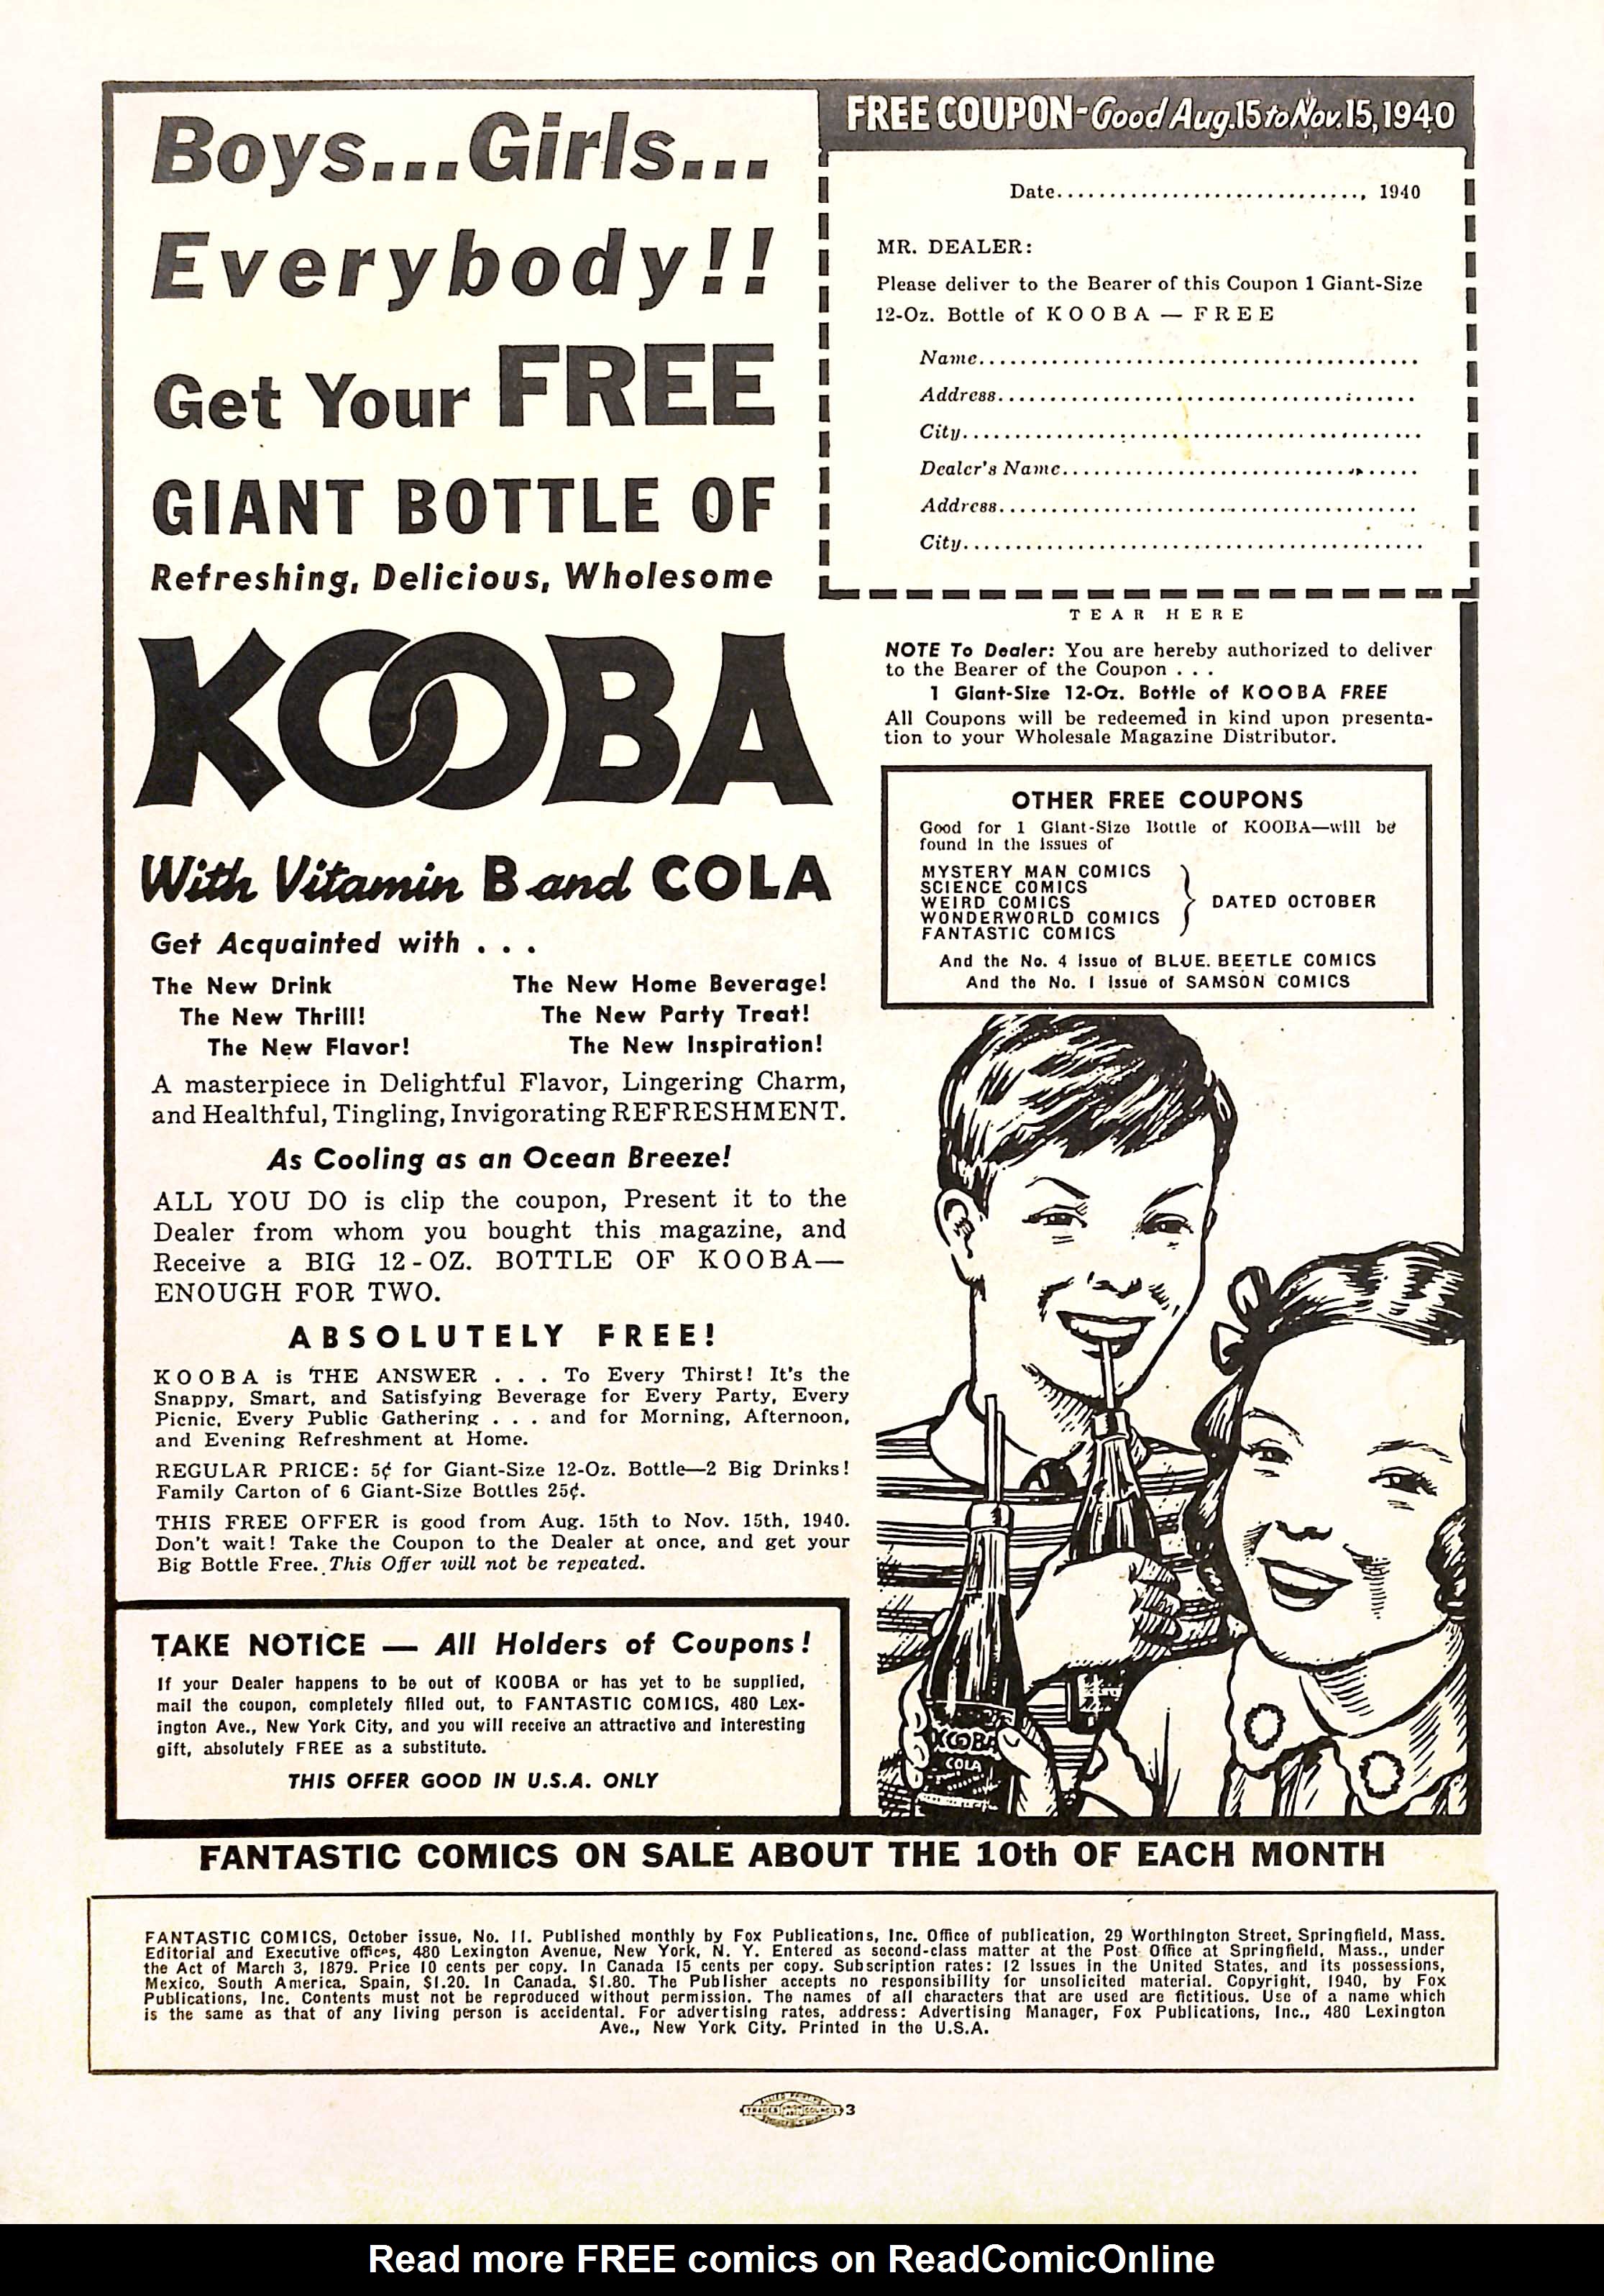 Boys...Girls...
Everybody!!
Get Your FREE
GIANT BOTTLE OF
Refreshing, Delicious, Wholesome
KOOBA
With Vitamin B and COLA
Get Acquainted with . . .
The New Drink
The New Thrill!
The New Flavor!
The New Home Beverage!
The New Party Treat!
The New Inspiration!
A masterpiece in Delightful Flavor, Lingering Charm,
and Healthful, Tingling, Invigorating REFRESHMENT.
As Cooling as an Ocean Breeze!
ALL YOU DO is clip the coupon, Present it to the
Dealer from whom you bought this magazine, and
Receive a BIG 12-OZ. BOTTLE OF KOOBA—
ENOUGH FOR TWO.
ABSOLUTELY FREE!
KOOBA is THE ANSWER . . . To Every Thirst! It's the
Snappy, Smart, and Satisfying Beverage for Every Party, Every
Picnic, Every Public Gathering . . . and for Morning, Afternoon,
and Evening Refreshment at Home.
REGULAR PRICE: 5¢ for Giant-Size 12-Oz. Bottle—2 Big Drinks!
Family Carton of 6 Giant-Size Bottles 25¢.
THIS FREE OFFER is good from Aug. 15th to Nov. 15th, 1940.
Don't wait! Take the Coupon to the Dealer at once, and get your
Big Bottle Free. This Offer will not be repeated.
TAKE NOTICE — All Holders of Coupons!
If your Dealer happens to be out of KOOBA or has yet to be supplied,
mail the coupon, completely filled out, to FANTASTIC COMICS, 480 Lex-
ington Ave., New York City, and you will receive an attractive and interesting
gift, absolutely FREE as a substitute.
THIS OFFER GOOD IN U.S.A. ONLY
FREE COUPON-Good Aug.15 to Nov.15,1940
Date............................., 1940
MR. DEALER:
Please deliver to the Bearer of this Coupon 1 Giant-Size
12-Oz. Bottle of KOOBA — FREE
Name..........................................
Address........................................
City............................................
Dealer's Name..................................
Address........................................
City............................................
TEAR HERE
NOTE To Dealer: You are hereby authorized to deliver
to the Bearer of the Coupon . . .
1 Giant-Size 12-Oz. Bottle of KOOBA FREE
All Coupons will be redeemed in kind upon presenta-
tion to your Wholesale Magazine Distributor.
OTHER FREE COUPONS
Good for 1 Giant-Size Bottle of KOOBA—will be
found in the Issues of
MYSTERY MAN COMICS
SCIENCE COMICS
WEIRD COMICS
WONDERWORLD COMICS
FANTASTIC COMICS
DATED OCTOBER
And the No. 4 Issue of BLUE. BEETLE COMICS
And the No. 1 Issue of SAMSON COMICS
KOOBA
COLA
FANTASTIC COMICS ON SALE ABOUT THE 10th OF EACH MONTH
FANTASTIC COMICS, October issue, No. 11. Published monthly by Fox Publications, Inc. Office of publication, 29 Worthington Street, Springfield, Mass.
Editorial and Executive offices, 480 Lexington Avenue, New York, N. Y. Entered as second-class matter at the Post Office at Springfield, Mass., under
the Act of March 3, 1879. Price 10 cents per copy. In Canada 15 cents per copy. Subscription rates: 12 Issues in the United States, and its possessions,
Mexico, South America, Spain, $1.20. In Canada, $1.80. The Publisher accepts no responsibility for unsolicited material. Copyright, 1940, by Fox
Publications, Inc. Contents must not be reproduced without permission. The names of all characters that are used are fictitious. Use of a name which
is the same as that of any living person is accidental. For advertising rates, address: Advertising Manager, Fox Publications, Inc., 480 Lexington
Ave., New York City. Printed in the U.S.A.
TRADES COUNCIL 3
Read more FREE comics on ReadComicOnline